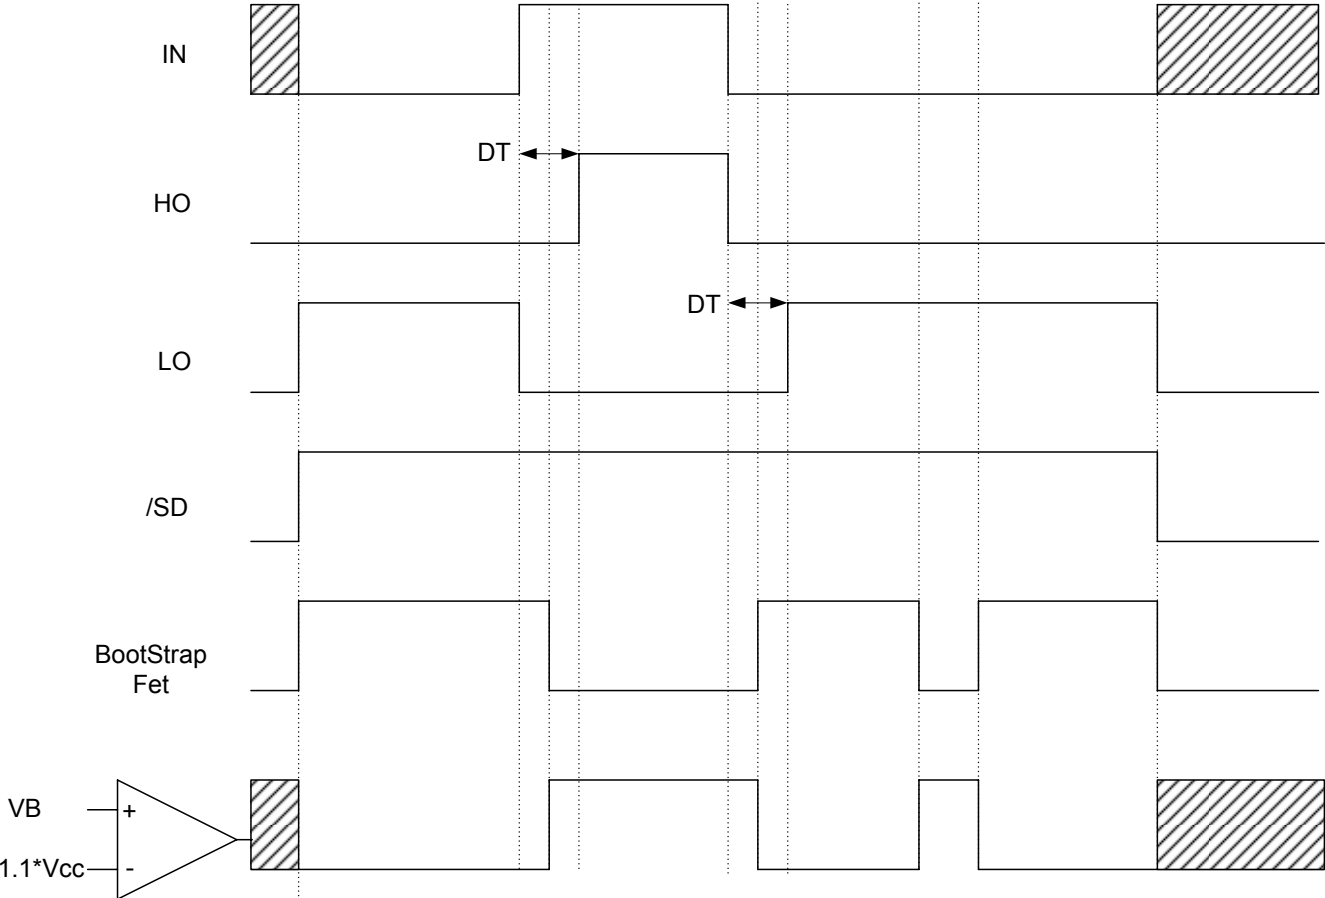 IN
DT
HO
DT
LO
/SD
BootStrap
Fet
VB
+
1.1*Vcc
-